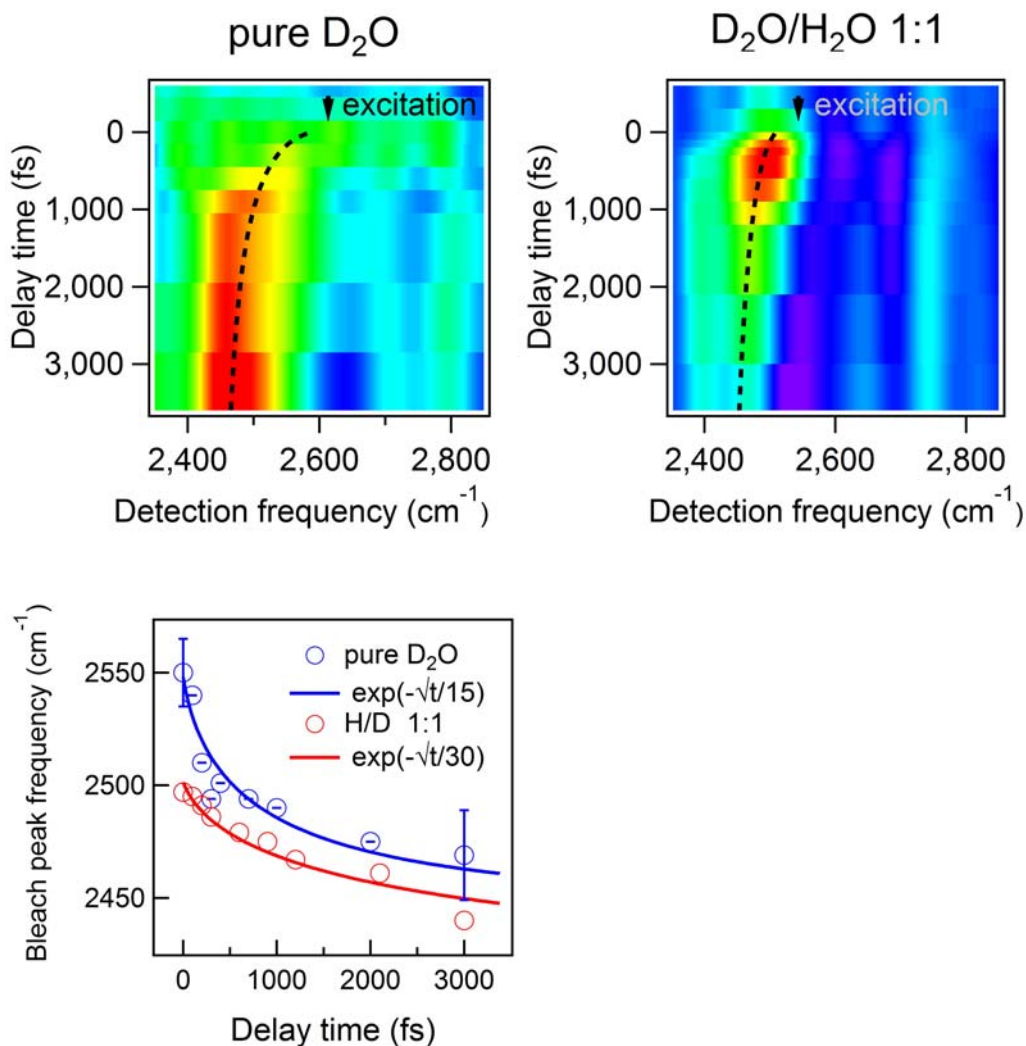 pure D₂O
D₂O/H₂O 1:1
excitation
excitation
0
1,000
2,000
3,000
Delay time (fs)
2,400
2,600
2,800
Detection frequency (cm⁻¹)
0
1,000
2,000
3,000
Delay time (fs)
2,400
2,600
2,800
Detection frequency (cm⁻¹)
Bleach peak frequency (cm⁻¹)
2550
2500
2450
pure D₂O
exp(-√t/15)
H/D 1:1
exp(-√t/30)
0
1000
2000
3000
Delay time (fs)